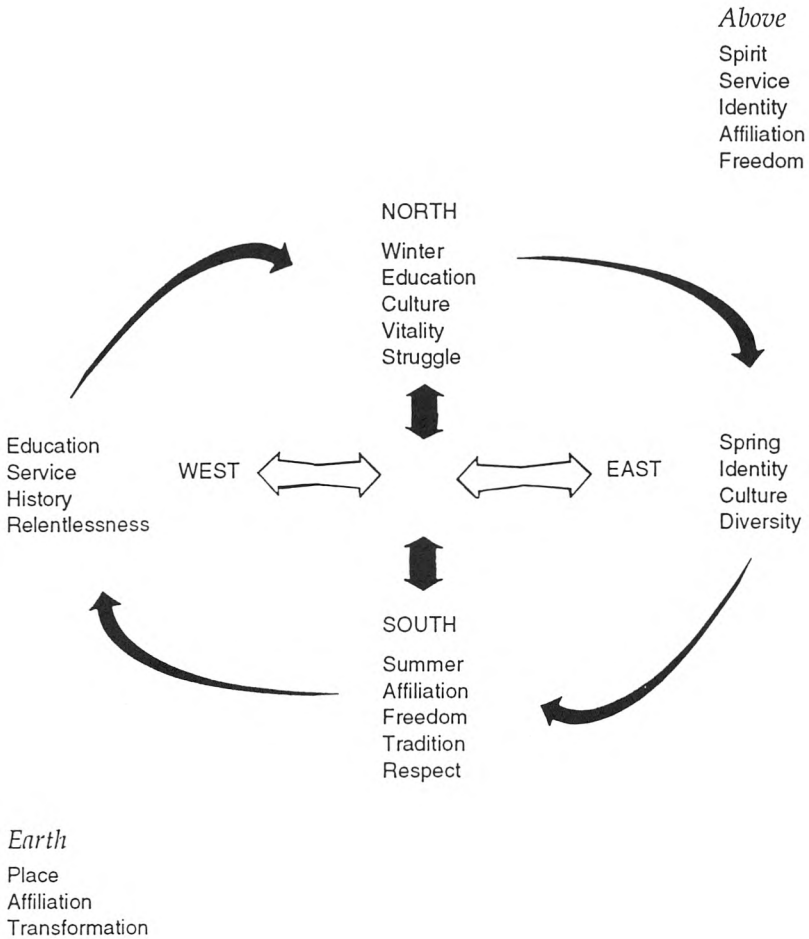 Above
Spirit
Service
Identity
Affiliation
Freedom
NORTH
Winter
Education
Culture
Vitality
Struggle
Education
Service
History
Relentlessness
WEST
EAST
Spring
Identity
Culture
Diversity
SOUTH
Summer
Affiliation
Freedom
Tradition
Respect
Earth
Place
Affiliation
Transformation